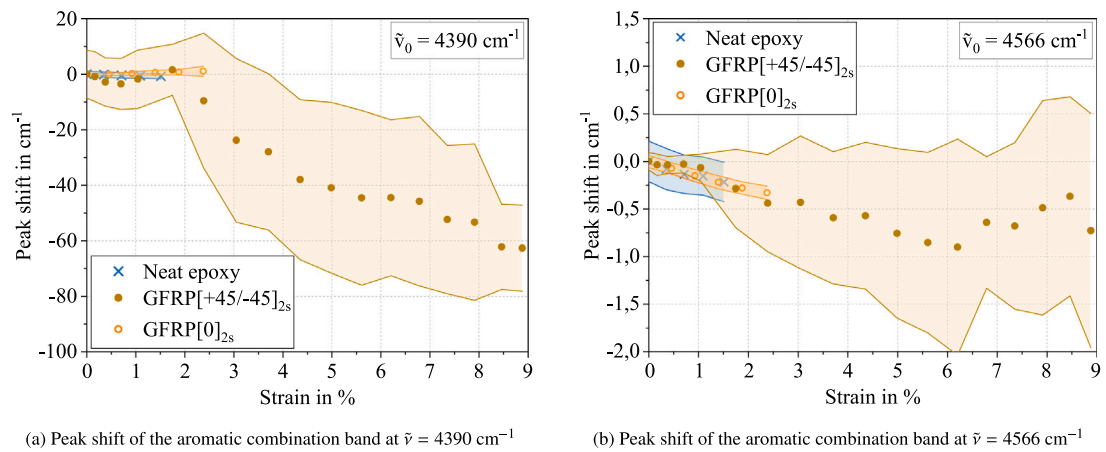 20
0
-20
-40
-60
-80
-100
Peak shift in cm⁻¹
ṽ₀ = 4390 cm⁻¹
Neat epoxy
GFRP[+45/-45]₂ₛ
GFRP[0]₂ₛ
0 1 2 3 4 5 6 7 8 9
Strain in %
(a) Peak shift of the aromatic combination band at ṽ = 4390 cm⁻¹
1,5
1,0
0,5
0,0
-0,5
-1,0
-1,5
-2,0
Peak shift in cm⁻¹
Neat epoxy
GFRP[+45/-45]₂ₛ
GFRP[0]₂ₛ
ṽ₀ = 4566 cm⁻¹
0 1 2 3 4 5 6 7 8 9
Strain in %
(b) Peak shift of the aromatic combination band at ṽ = 4566 cm⁻¹